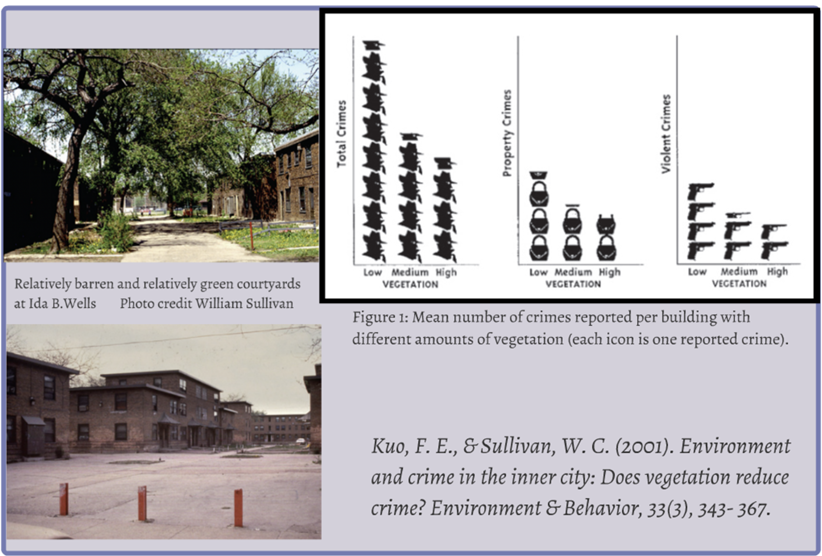 Total Crimes
Low Medium High
VEGETATION
Property Crimes
Low Medium High
VEGETATION
Violent Crimes
Low Medium High
VEGETATION
Relatively barren and relatively green courtyards
at Ida B.Wells Photo credit William Sullivan
Figure 1: Mean number of crimes reported per building with
different amounts of vegetation (each icon is one reported crime).
Kuo, F. E., & Sullivan, W. C. (2001). Environment
and crime in the inner city: Does vegetation reduce
crime? Environment & Behavior, 33(3), 343- 367.